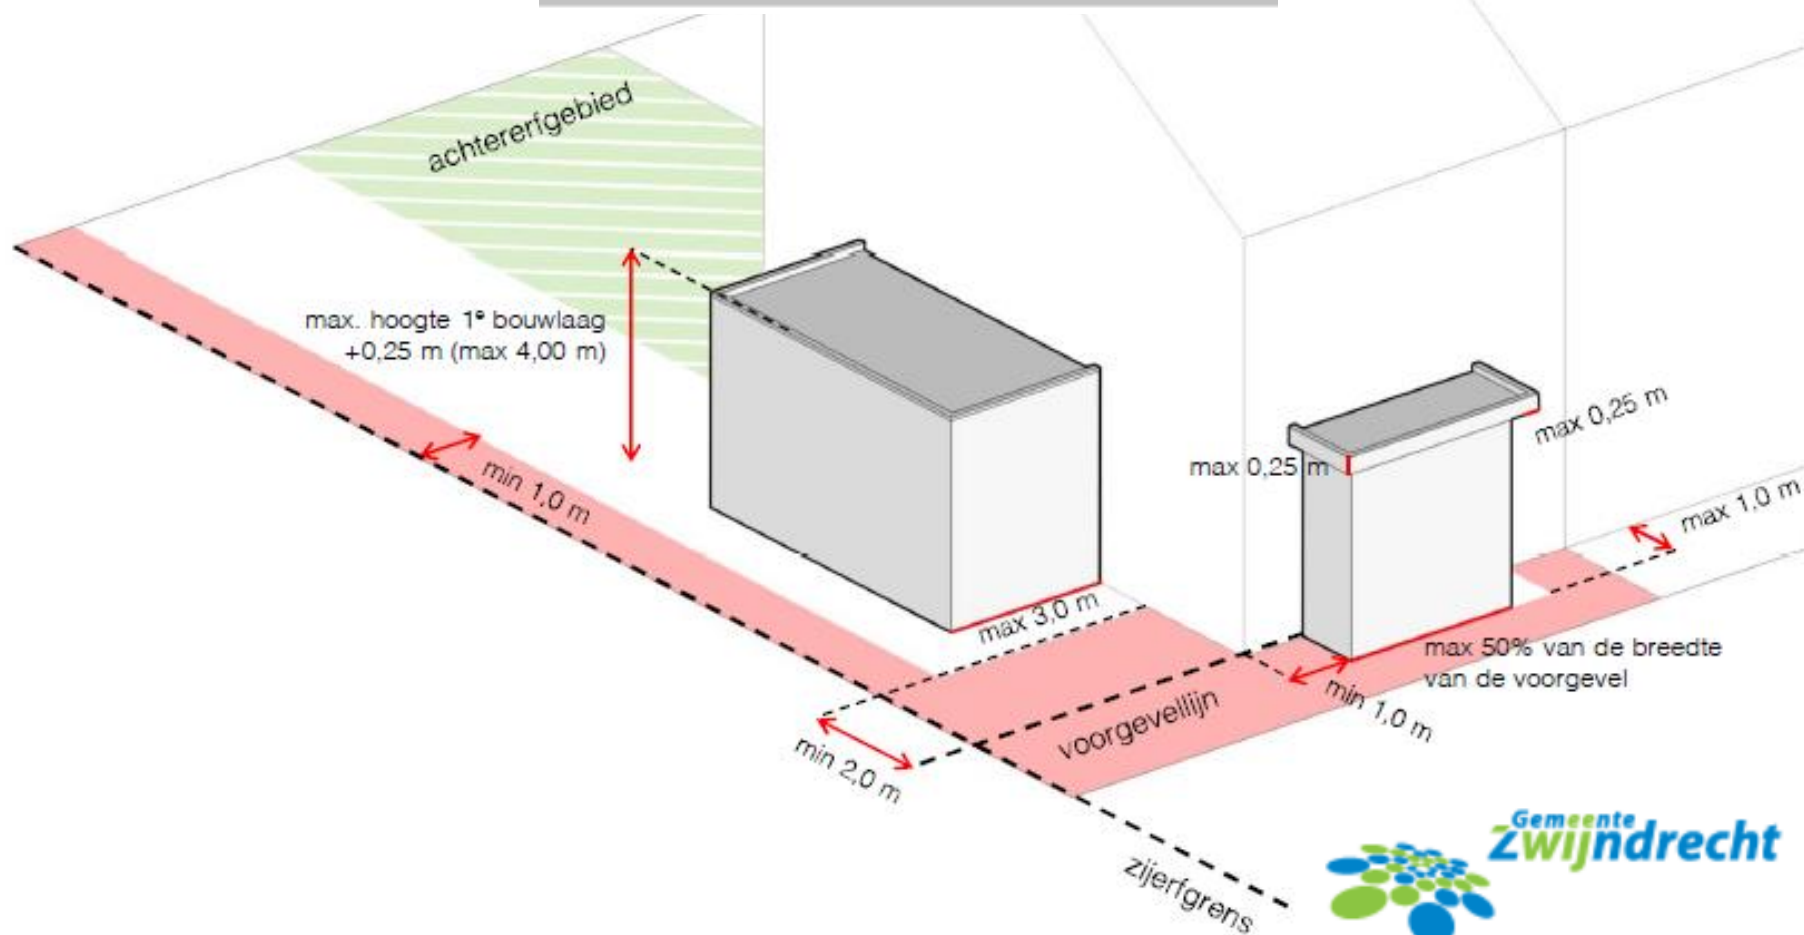 achtererfgebied
max. hoogte 1e bouwlaag
+0,25 m (max 4,00 m)
min 1,0 m
max 0,25 m
max 0,25 m
max 1,0 m
max 3,0 m
max 50% van de breedte
van de voorgevel
min 1,0 m
voorgevellijn
min 2,0 m
zijerfgrens
Gemeente
Zwijndrecht